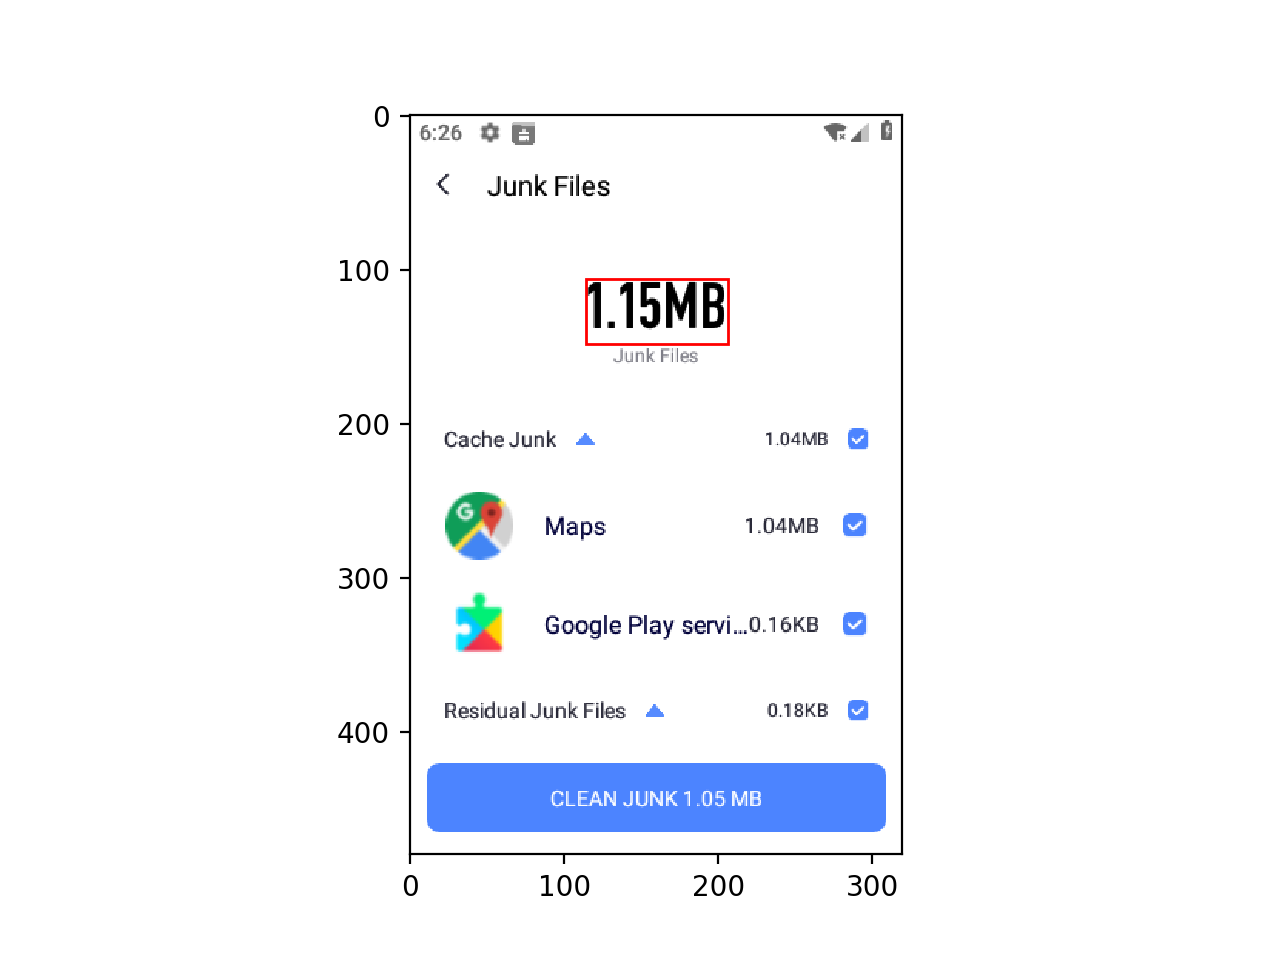 0
100
200
300
400
6:26
Junk Files
1.15MB
Junk Files
Cache Junk 1.04MB
G
Maps 1.04MB
Google Play servi...0.16KB
Residual Junk Files 0.18KB
CLEAN JUNK 1.05 MB
0 100 200 300